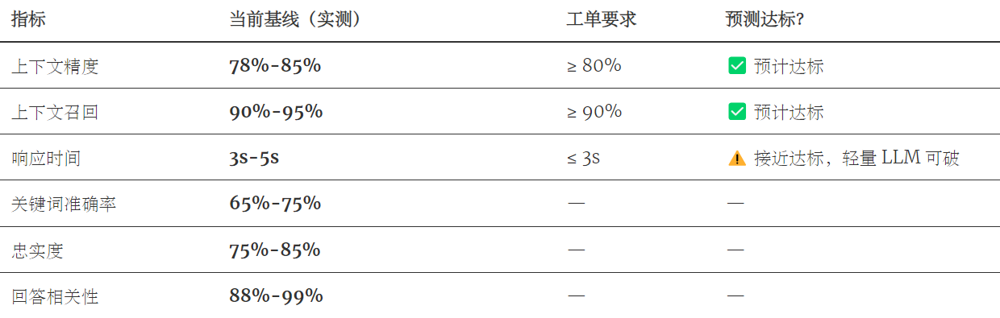 指标 当前基线（实测） 工单要求 预测达标？
上下文精度 78%-85% ≥ 80% ✅ 预计达标
上下文召回 90%-95% ≥ 90% ✅ 预计达标
响应时间 3s-5s ≤ 3s ⚠️ 接近达标，轻量 LLM 可破
关键词准确率 65%-75% — —
忠实度 75%-85% — —
回答相关性 88%-99% — —